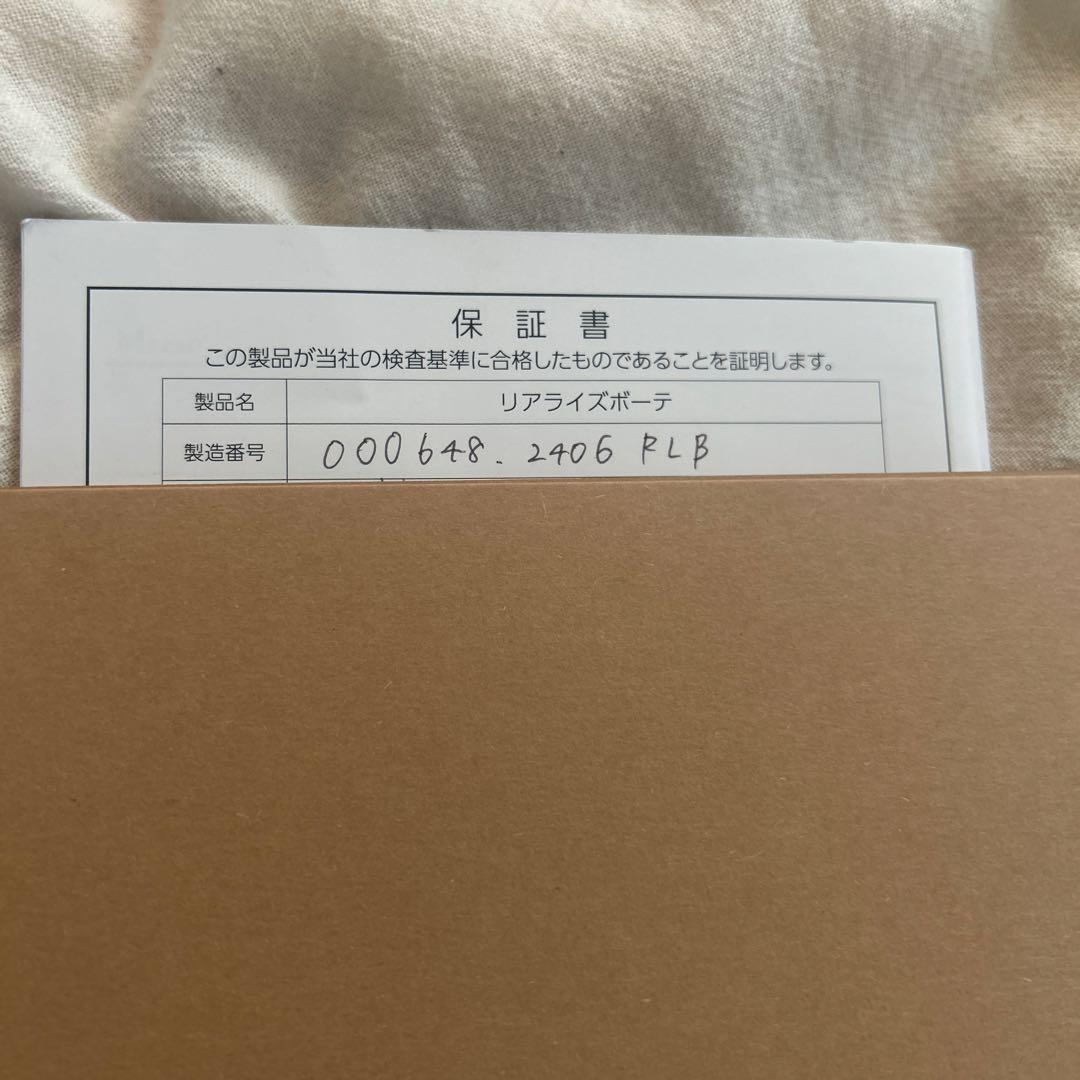 保証書
この製品が当社の検査基準に合格したものであることを証明します。
製品名 リアライズボーテ
製造番号 000648. 2406 RLB